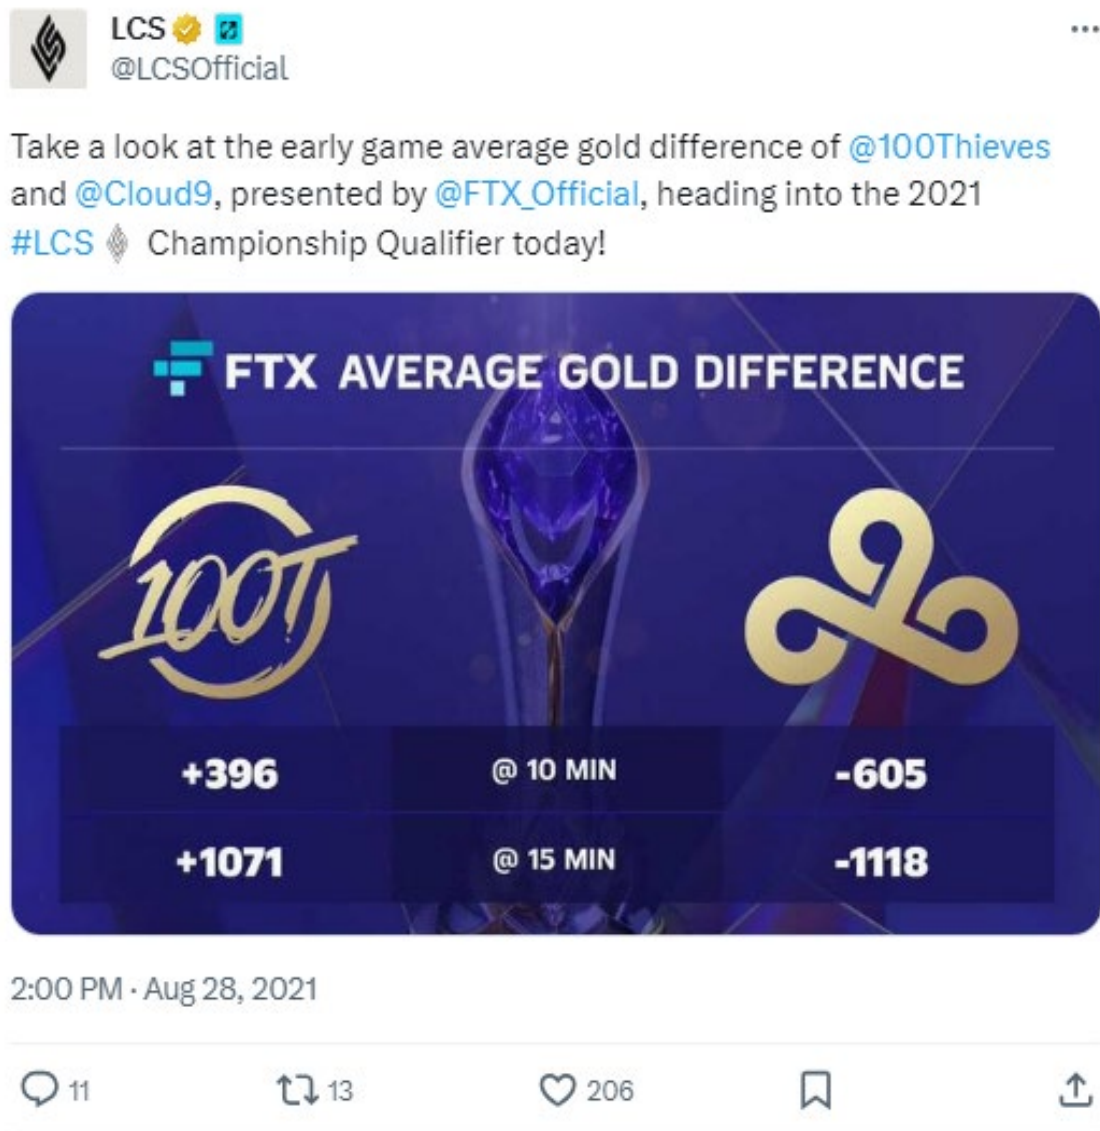 LCS
@LCSOfficial
Take a look at the early game average gold difference of @100Thieves
and @Cloud9, presented by @FTX_Official, heading into the 2021
#LCS Championship Qualifier today!
FTX AVERAGE GOLD DIFFERENCE
100T
+396 @ 10 MIN -605
+1071 @ 15 MIN -1118
2:00 PM · Aug 28, 2021
11 13 206